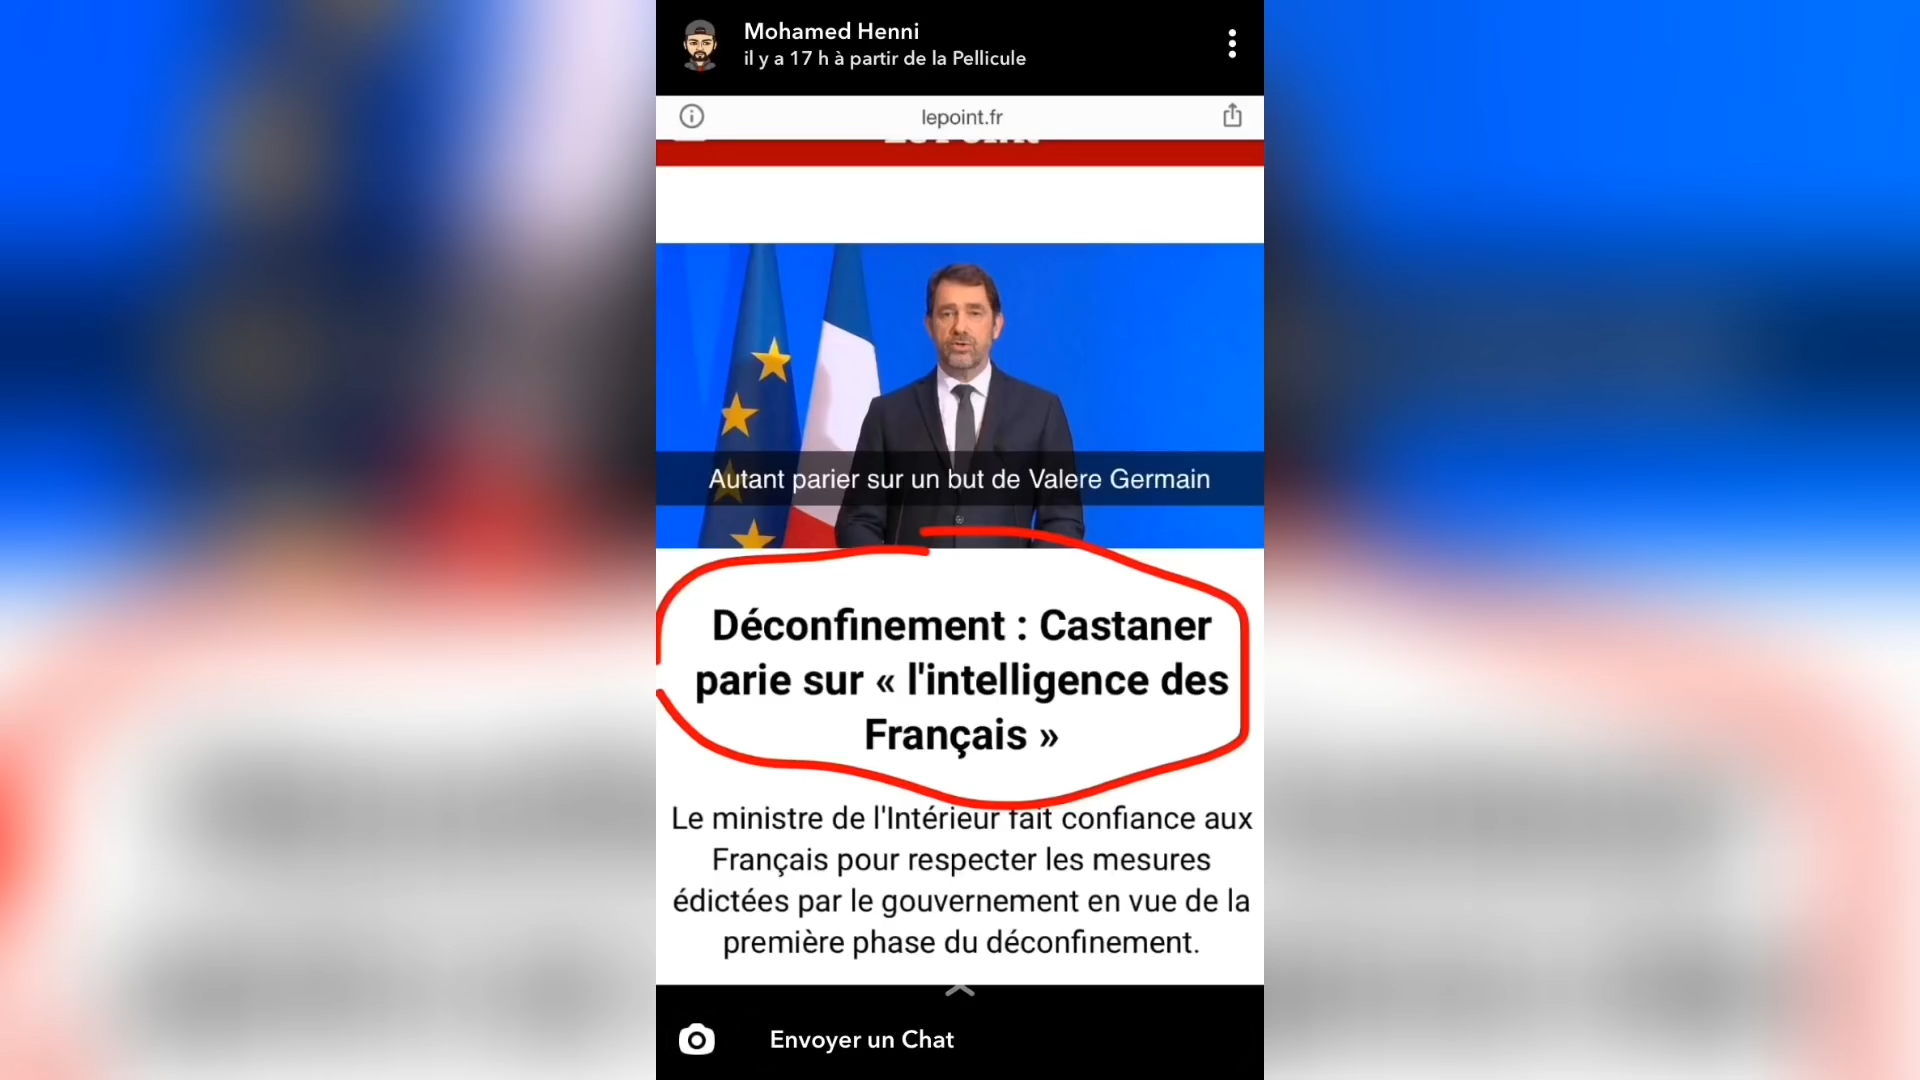 Mohamed Henni
il y a 17 h à partir de la Pellicule
lepoint.fr
Autant parier sur un but de Valere Germain
Déconfinement : Castaner
parie sur « l'intelligence des
Français »
Le ministre de l'Intérieur fait confiance aux
Français pour respecter les mesures
édictées par le gouvernement en vue de la
première phase du déconfinement.
Envoyer un Chat